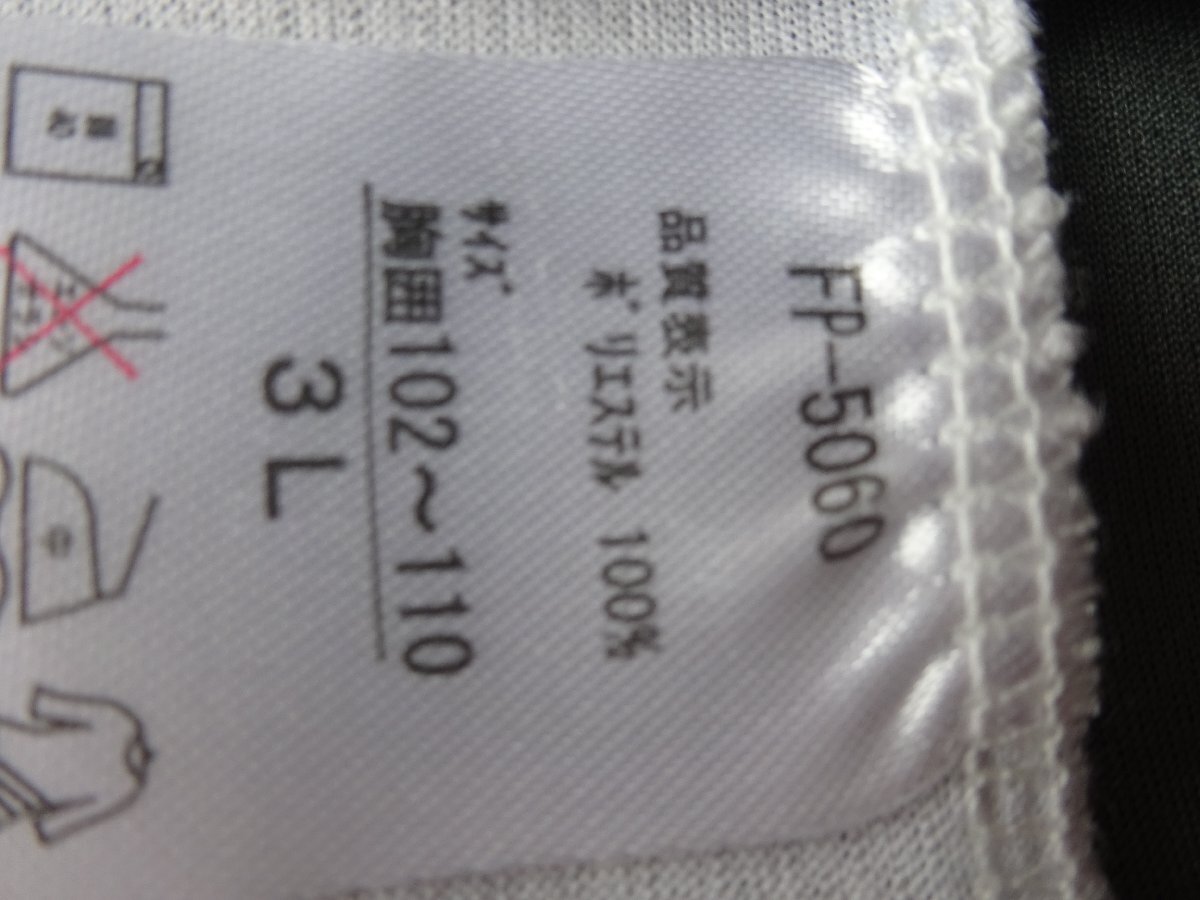 FP-5060
品質表示
ポリエステル 100%
サイズ
胸囲102～110
3L
中